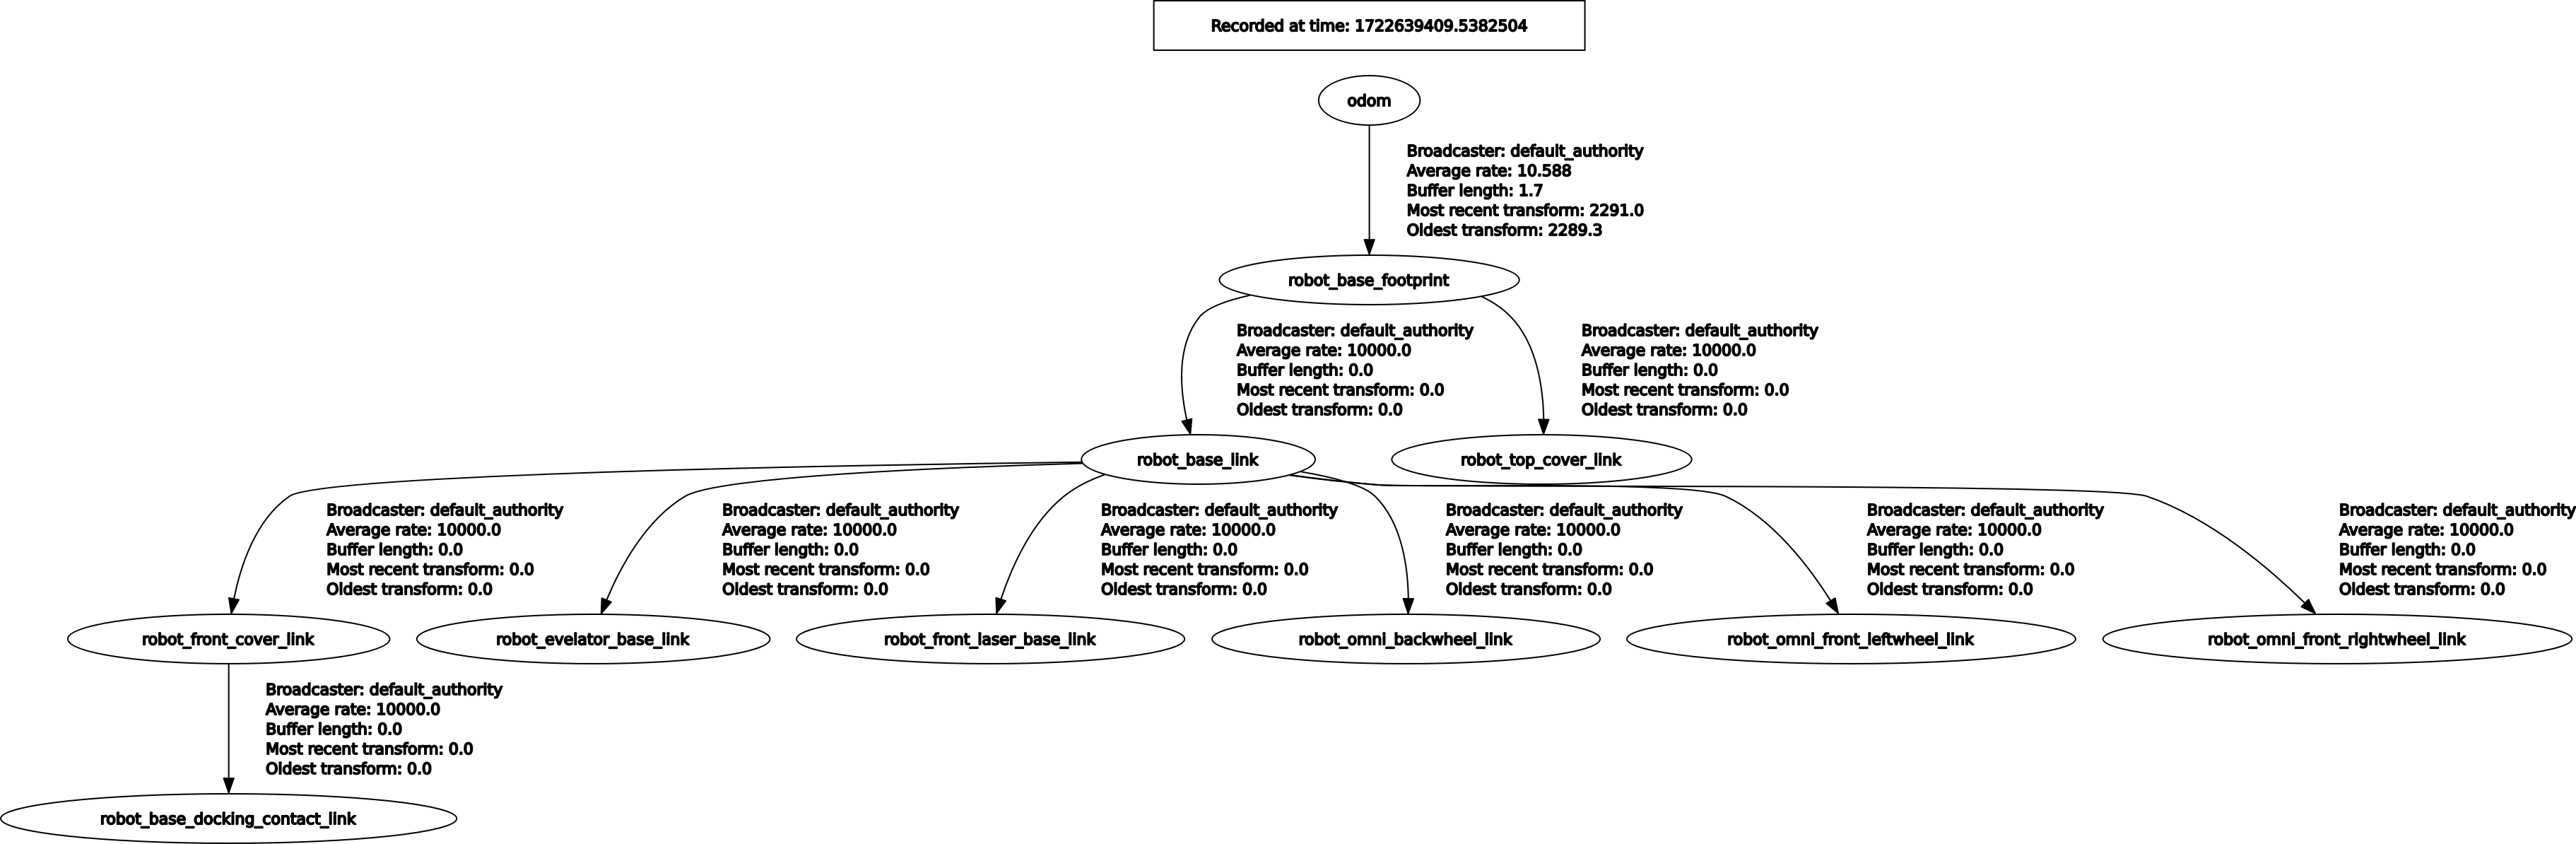 Recorded at time: 1722639409.5382504
odom
Broadcaster: default_authority
Average rate: 10.588
Buffer length: 1.7
Most recent transform: 2291.0
Oldest transform: 2289.3
robot_base_footprint
Broadcaster: default_authority
Average rate: 10000.0
Buffer length: 0.0
Most recent transform: 0.0
Oldest transform: 0.0
Broadcaster: default_authority
Average rate: 10000.0
Buffer length: 0.0
Most recent transform: 0.0
Oldest transform: 0.0
robot_base_link
robot_top_cover_link
Broadcaster: default_authority
Average rate: 10000.0
Buffer length: 0.0
Most recent transform: 0.0
Oldest transform: 0.0
Broadcaster: default_authority
Average rate: 10000.0
Buffer length: 0.0
Most recent transform: 0.0
Oldest transform: 0.0
Broadcaster: default_authority
Average rate: 10000.0
Buffer length: 0.0
Most recent transform: 0.0
Oldest transform: 0.0
Broadcaster: default_authority
Average rate: 10000.0
Buffer length: 0.0
Most recent transform: 0.0
Oldest transform: 0.0
Broadcaster: default_authority
Average rate: 10000.0
Buffer length: 0.0
Most recent transform: 0.0
Oldest transform: 0.0
Broadcaster: default_authority
Average rate: 10000.0
Buffer length: 0.0
Most recent transform: 0.0
Oldest transform: 0.0
robot_front_cover_link
robot_evelator_base_link
robot_front_laser_base_link
robot_omni_backwheel_link
robot_omni_front_leftwheel_link
robot_omni_front_rightwheel_link
Broadcaster: default_authority
Average rate: 10000.0
Buffer length: 0.0
Most recent transform: 0.0
Oldest transform: 0.0
robot_base_docking_contact_link